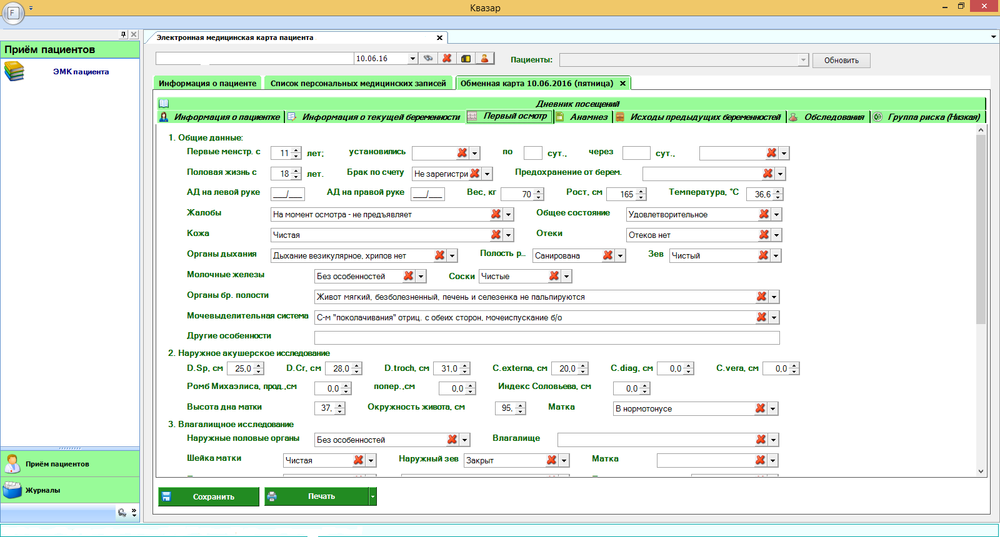 Квазар
F
Электронная медицинская карта пациента
Приём пациентов
ЭМК пациента
10.06.16
Пациенты:
Обновить
Информация о пациенте
Список персональных медицинских записей
Обменная карта 10.06.2016 (пятница)
Дневник посещений
Информация о пациентке
Информация о текущей беременности
Первый осмотр
Анамнез
Исходы предыдущих беременностей
Обследования
Группа риска (Низкая)
1. Общие данные:
Первые менстр. с 11 лет; установились по сут., через сут.,
Половая жизнь с 18 лет. Брак по счету Не зарегистри Предохранение от берем.
АД на левой руке ___/___ АД на правой руке ___/___ Вес, кг 70 Рост, см 165 Температура, °C 36,6
Жалобы На момент осмотра - не предъявляет Общее состояние Удовлетворительное
Кожа Чистая Отеки Отеков нет
Органы дыхания Дыхание везикулярное, хрипов нет Полость р... Санирована Зев Чистый
Молочные железы Без особенностей Соски Чистые
Органы бр. полости Живот мягкий, безболезненный, печень и селезенка не пальпируются
Мочевыделительная система С-м "поколачивания" отриц. с обеих сторон, мочеиспускание б/о
Другие особенности
2. Наружное акушерское исследование
D.Sp, см 25,0 D.Cr, см 28,0 D.troch, см 31,0 C.externa, см 20,0 C.diag, см 0,0 C.vera, см 0,0
Ромб Михаэлиса, прод.,см 0,0 попер.,см 0,0 Индекс Соловьева, см 0,0
Высота дна матки 37, Окружность живота, см 95, Матка В нормотонусе
3. Влагалищное исследование
Наружные половые органы Без особенностей Влагалище
Шейка матки Чистая Наружный зев Закрыт Матка
Приём пациентов
Журналы
Сохранить
Печать